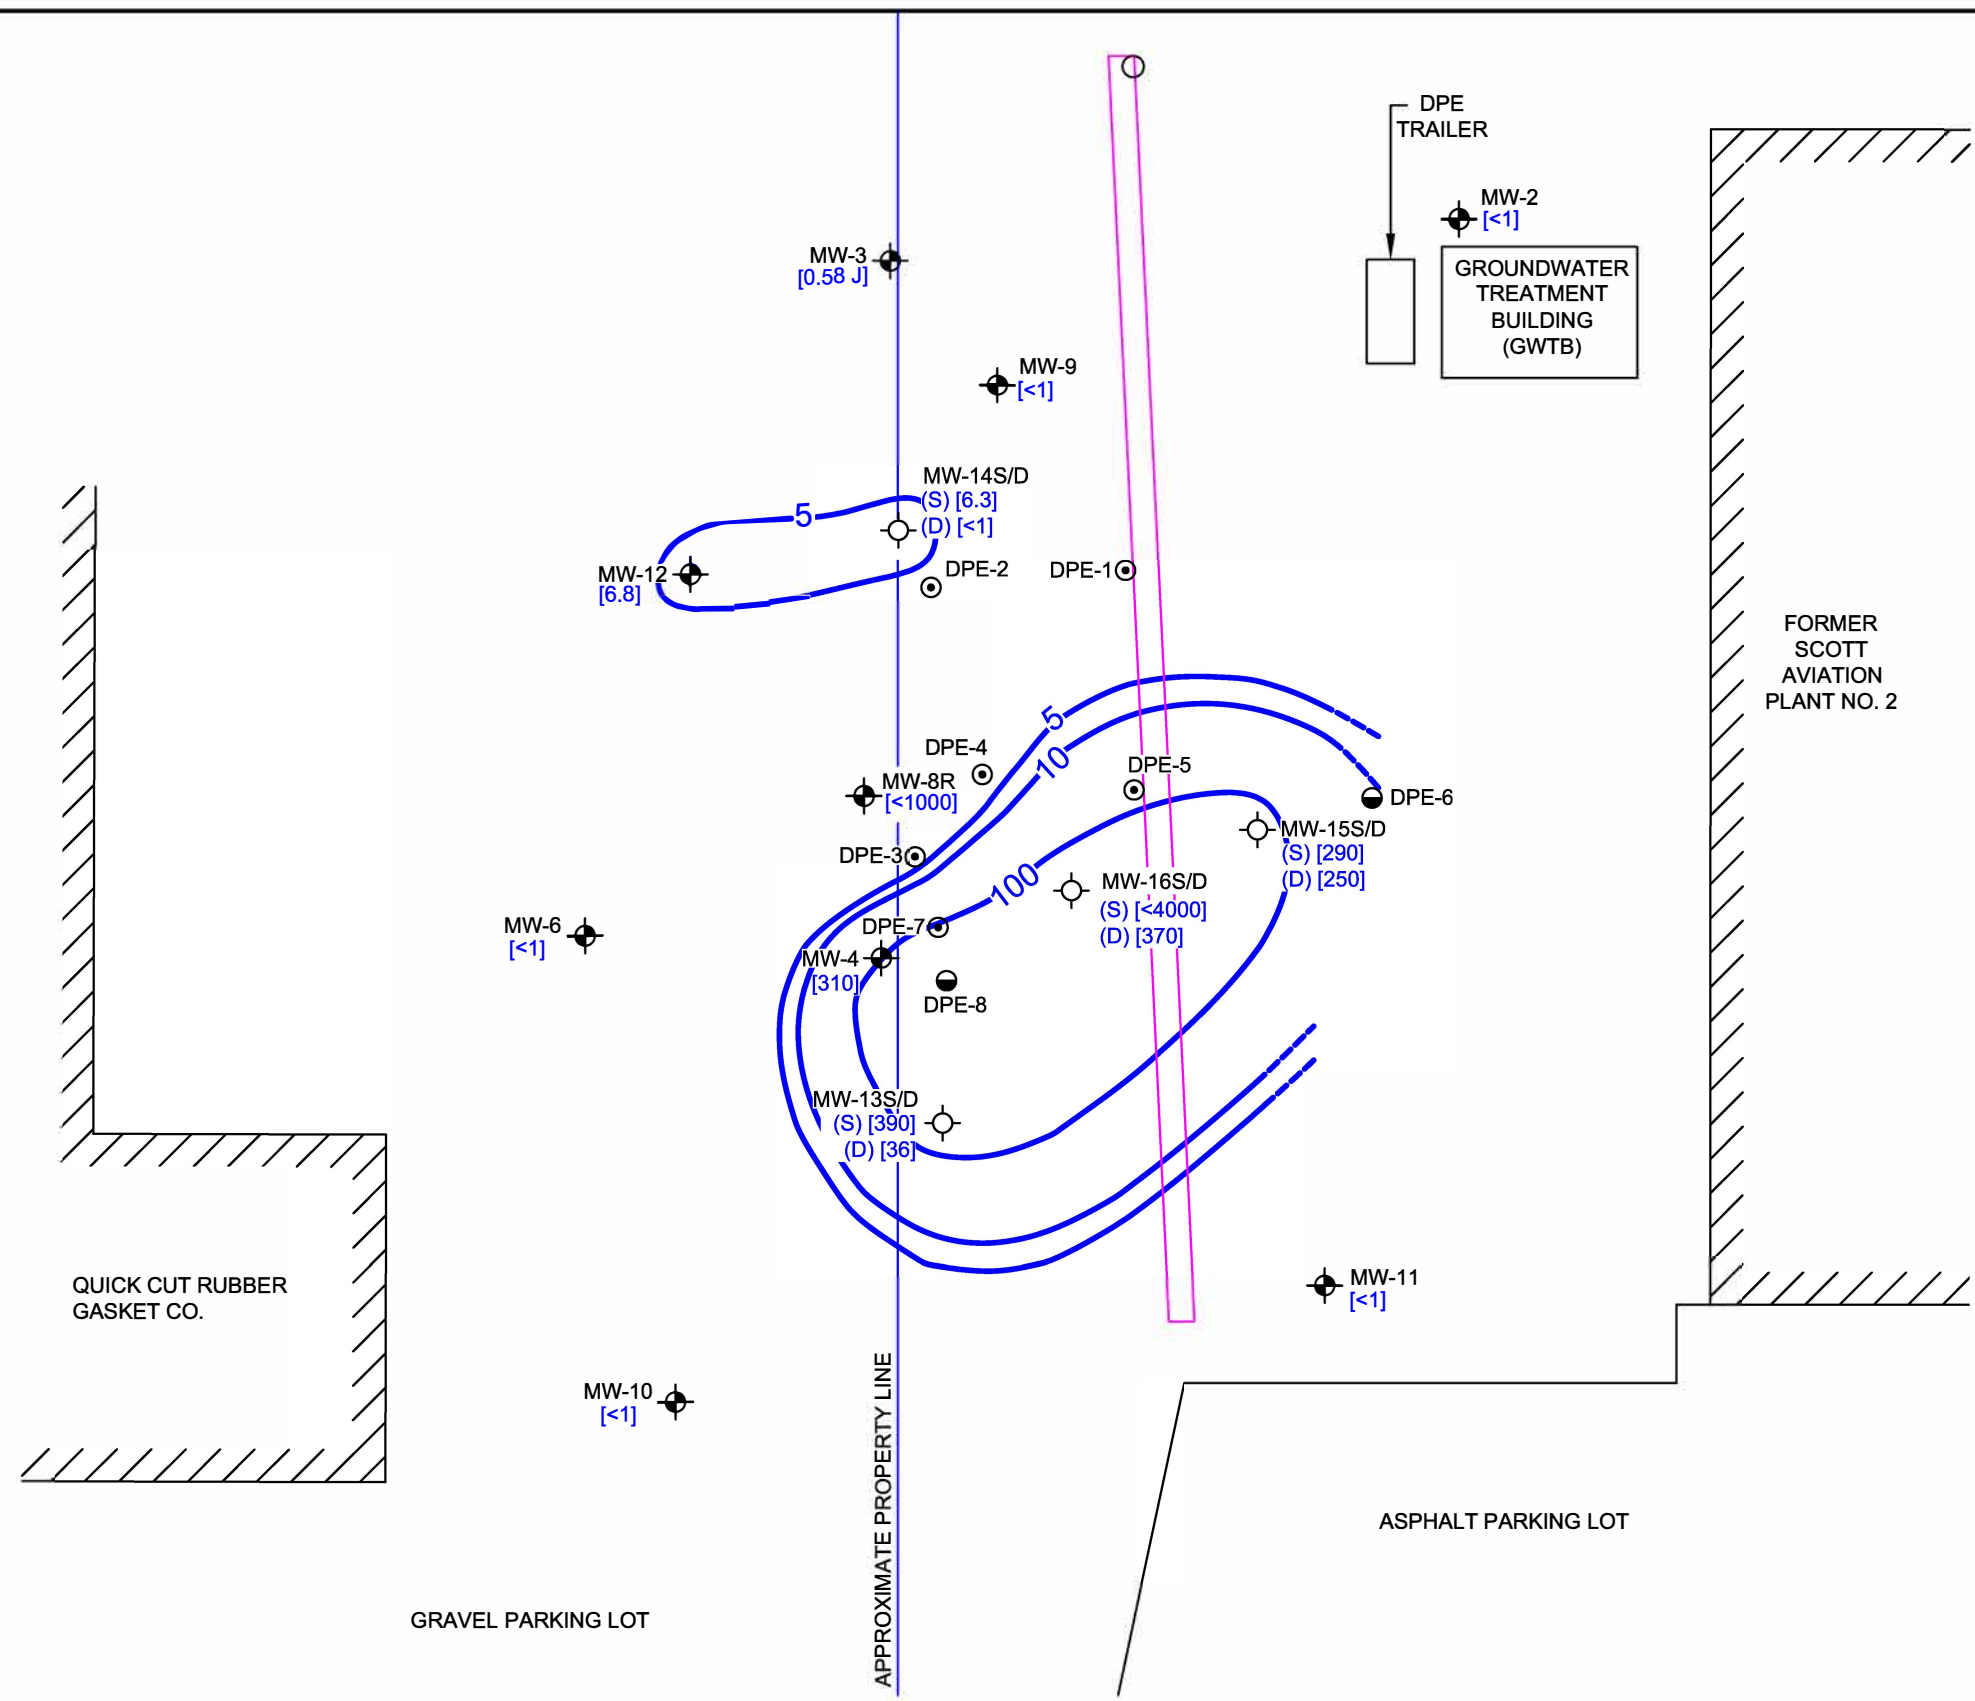 DPE
TRAILER
MW-2
[<1]
MW-3
[0.58 J]
GROUNDWATER
TREATMENT
BUILDING
(GWTB)
MW-9
[<1]
MW-14S/D
(S) [6.3]
(D) [<1]
5
MW-12
[6.8]
DPE-2
DPE-1
FORMER
SCOTT
AVIATION
PLANT NO. 2
5
10
DPE-4
DPE-5
MW-8R
[<1000]
DPE-6
DPE-3
MW-15S/D
(S) [290]
(D) [250]
100
MW-16S/D
(S) [<4000]
(D) [370]
MW-6
[<1]
DPE-7
MW-4
[310]
DPE-8
MW-13S/D
(S) [390]
(D) [36]
QUICK CUT RUBBER
GASKET CO.
MW-11
[<1]
MW-10
[<1]
APPROXIMATE PROPERTY LINE
ASPHALT PARKING LOT
GRAVEL PARKING LOT